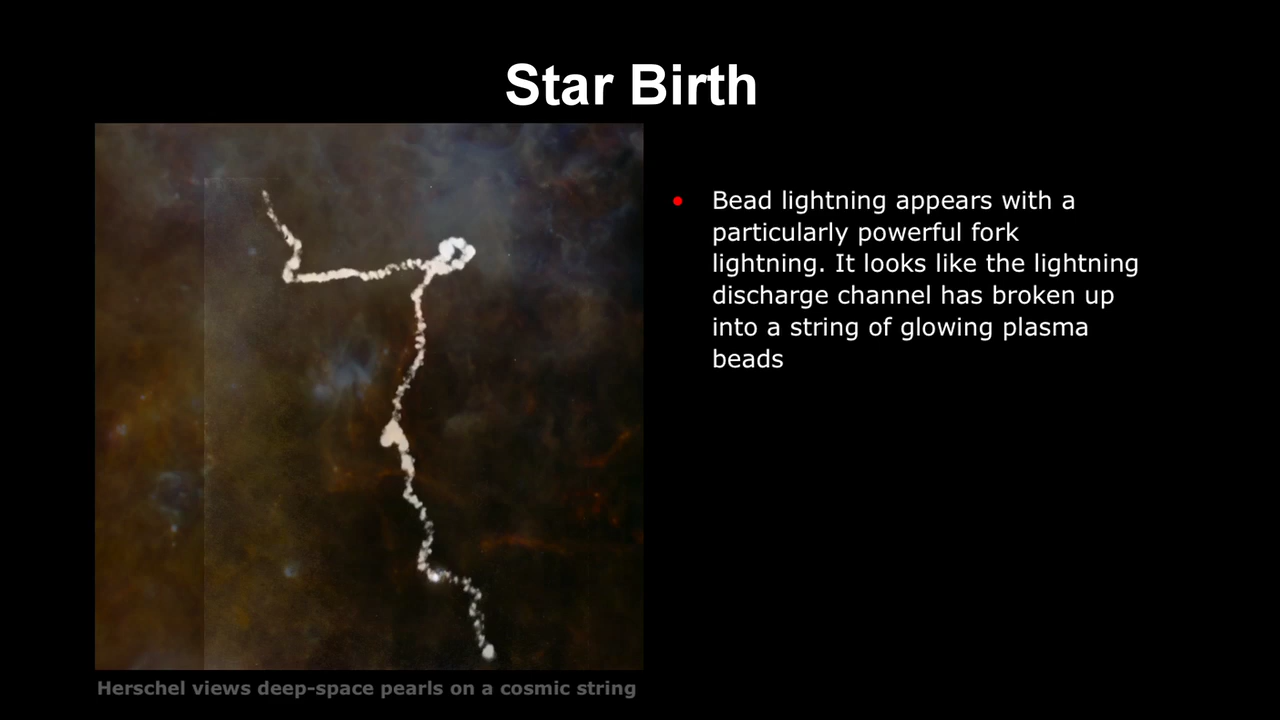 Star Birth
Bead lightning appears with a
particularly powerful fork
lightning. It looks like the lightning
discharge channel has broken up
into a string of glowing plasma
beads
Herschel views deep-space pearls on a cosmic string